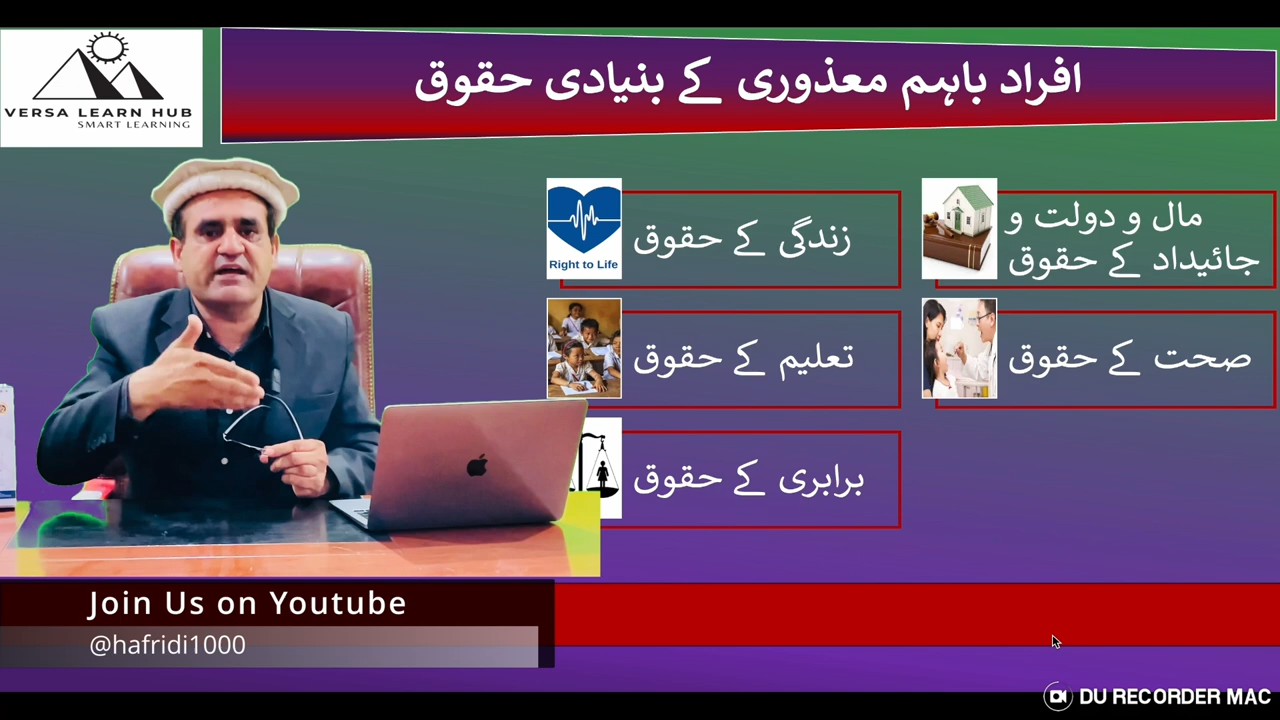 VERSA LEARN HUB
SMART LEARNING
افراد باہم معذوری کے بنیادی حقوق
مال و دولت و
جائیداد کے حقوق
Right to Life
زندگی کے حقوق
صحت کے حقوق
تعلیم کے حقوق
برابری کے حقوق
Join Us on Youtube
@hafridi1000
DU RECORDER MAC